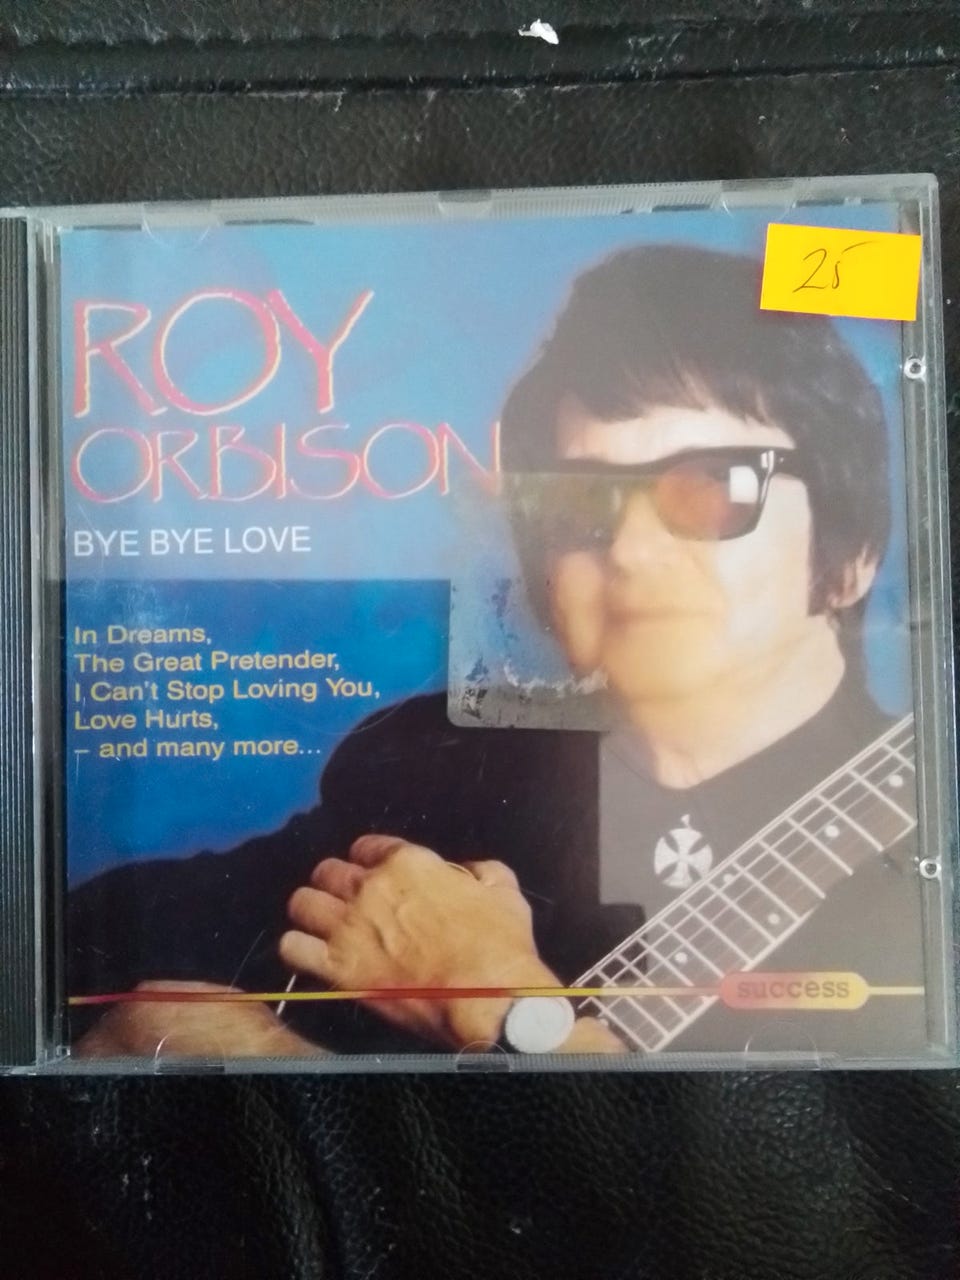 25
ROY
ORBISON
BYE BYE LOVE
In Dreams,
The Great Pretender,
I Can't Stop Loving You,
Love Hurts,
– and many more...
success